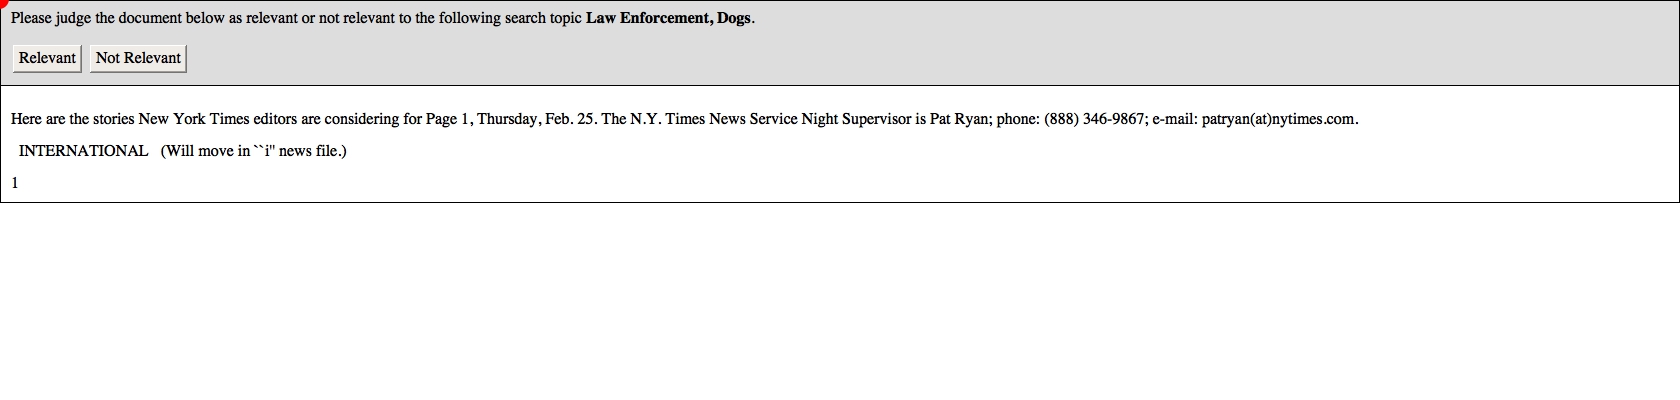 Please judge the document below as relevant or not relevant to the following search topic Law Enforcement, Dogs.
Relevant Not Relevant
Here are the stories New York Times editors are considering for Page 1, Thursday, Feb. 25. The N.Y. Times News Service Night Supervisor is Pat Ryan; phone: (888) 346-9867; e-mail: patryan(at)nytimes.com.
INTERNATIONAL (Will move in ``i'' news file.)
1